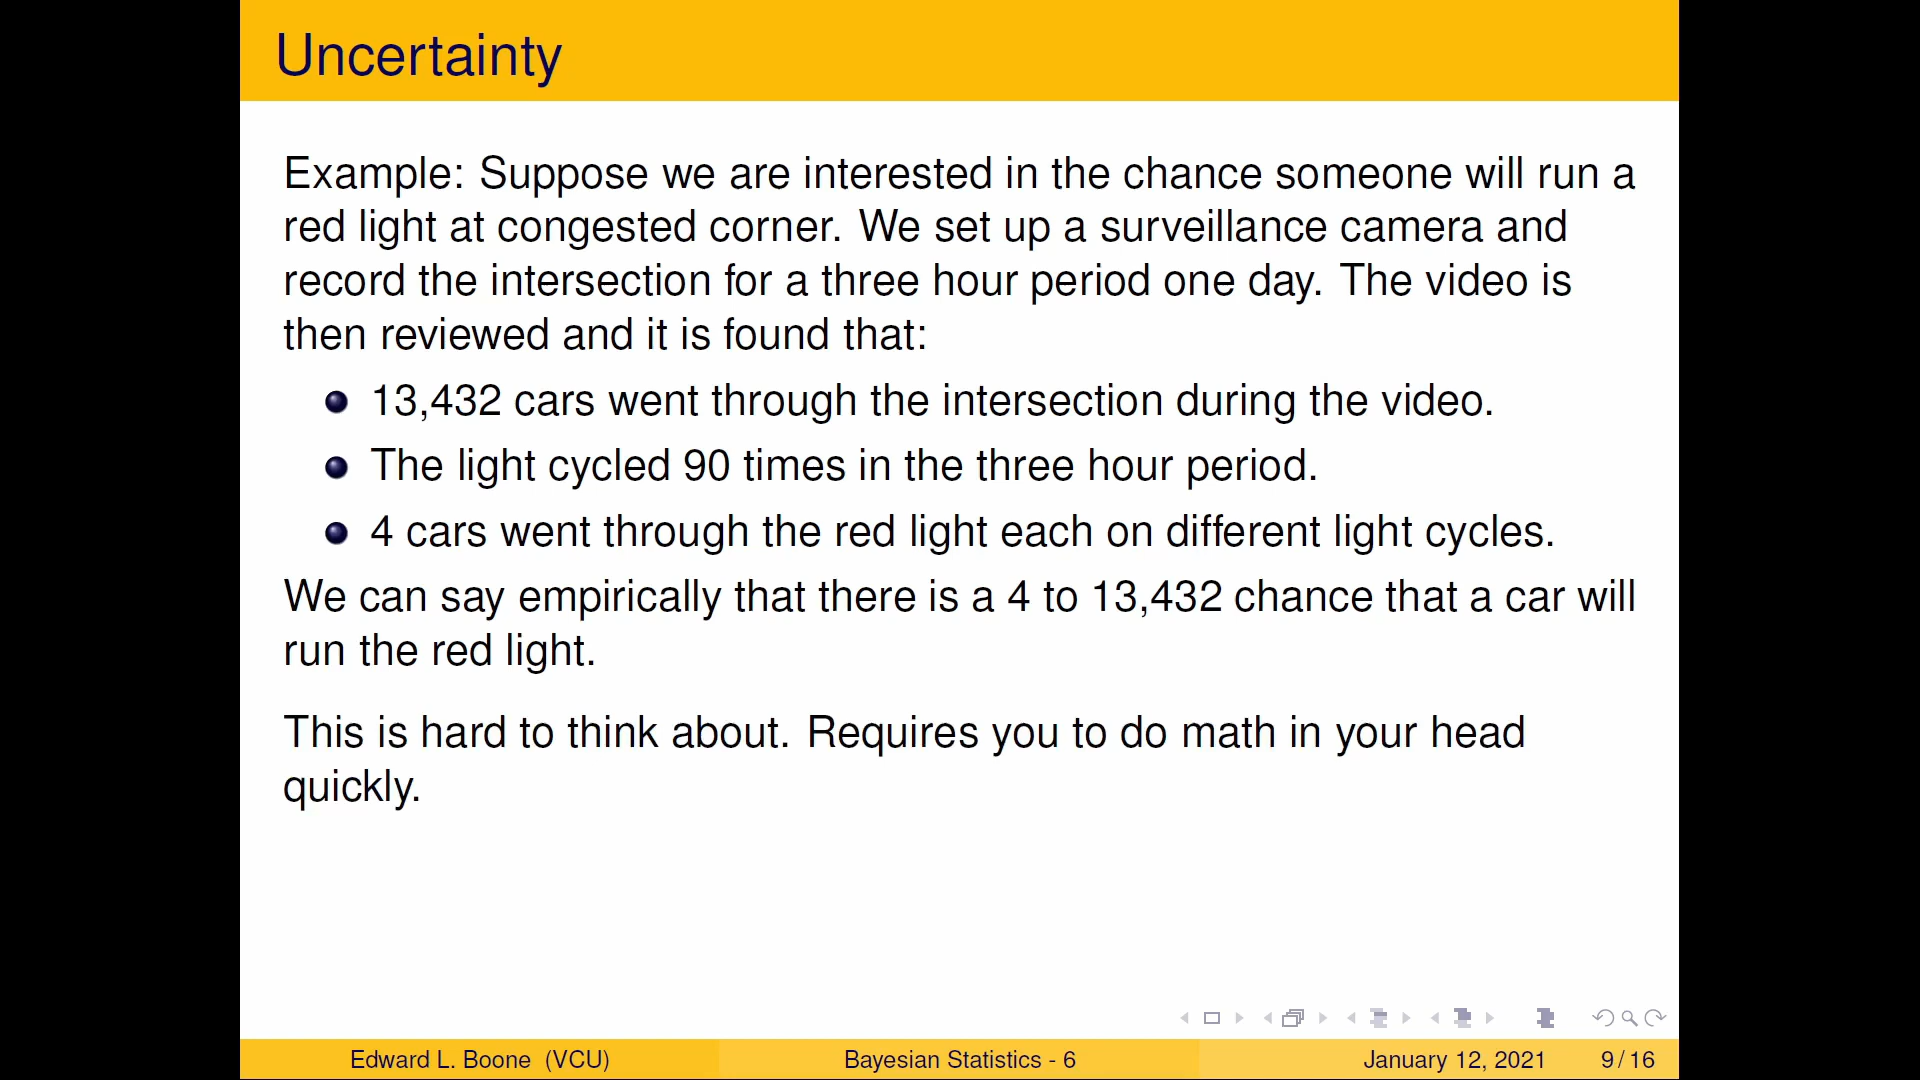 Uncertainty
Example: Suppose we are interested in the chance someone will run a
red light at congested corner. We set up a surveillance camera and
record the intersection for a three hour period one day. The video is
then reviewed and it is found that:
13,432 cars went through the intersection during the video.
The light cycled 90 times in the three hour period.
4 cars went through the red light each on different light cycles.
We can say empirically that there is a 4 to 13,432 chance that a car will
run the red light.
This is hard to think about. Requires you to do math in your head
quickly.
Edward L. Boone (VCU) Bayesian Statistics - 6 January 12, 2021 9 / 16